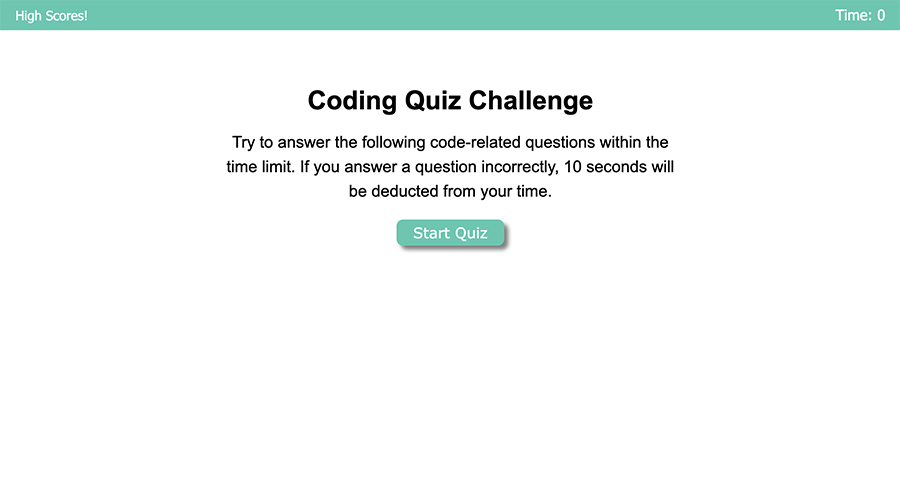 High Scores!
Time: 0
Coding Quiz Challenge
Try to answer the following code-related questions within the
time limit. If you answer a question incorrectly, 10 seconds will
be deducted from your time.
Start Quiz